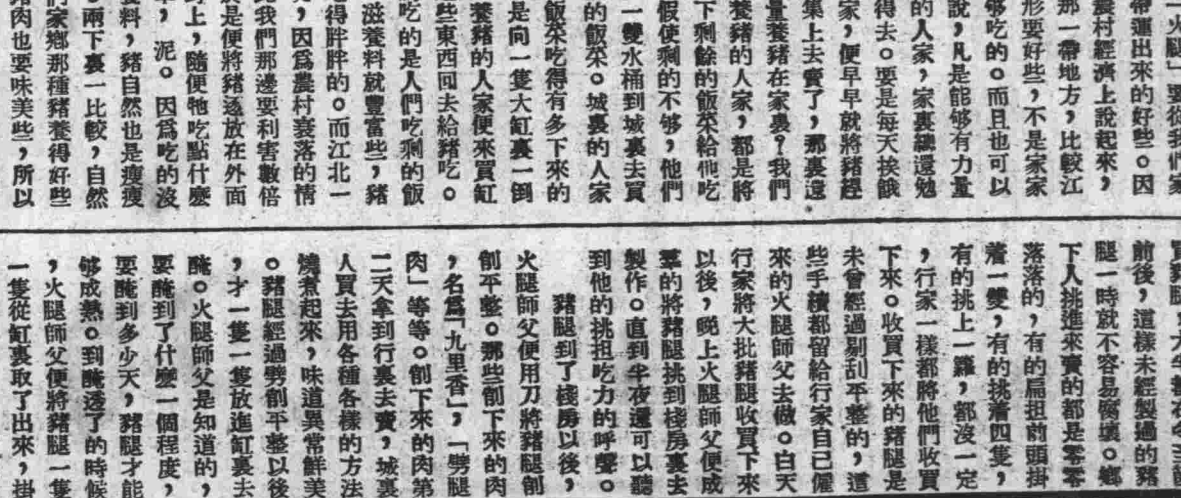 火腿」要從我們家
帶運出來的好些。因
農村經濟上說起來，
那一帶地方，比較江
形要好些，不是家家
够吃的。而且也可以
說，凡是能够有力量
的人家，家裏總還勉
得去。要是每天挨餓
家，便早早就將豬趕
集上去賣了，那裏還
量養豬在家裏？我們
養豬的人家，都是將
下剩餘的飯菜給他吃
假使剩的不够，他們
一雙水桶到城裏去買
的飯菜。城裏的人家
飯菜吃得有多下來的
是向一隻大缸裏一倒
養豬的人家便來買缸
些東西回去給豬吃。
吃的是人們吃剩的飯
滋養料就豐富些，豬
得胖胖的。而江北一
，因爲農村衰落的情
我們那邊要利害數倍
是便將豬逐放在外面
上，隨便牠吃點什麼
，泥。因爲吃的沒
養料，豬自然也是瘦瘦
兩下裏一比較，自然
們家鄉那種豬養得好些
豬肉也要味美些，所以
前後，這樣未經製過的豬
腿一時就不容易腐壞。鄉
下人挑進來賣的都是零零
落落的，有的扁担前頭掛
着一雙，有的挑着四隻，
有的挑上一籮，都沒一定
，行家一樣都將他們收買
下來。收買下來的豬腿是
未曾經過剔刮平整的，這
些手續都留給行家自己僱
來的火腿師父去做。白天
行家將大批豬腿收買下來
以後，晚上火腿師父便成
羣的將豬腿挑到棧房裏去
製作。直到半夜還可以聽
到他的挑担吃力的呼聲。
豬腿到了棧房以後，
火腿師父便用刀將豬腿創
創平整。那些創下來的肉
，名爲「九里香」，「劈腿
肉」等等。創下來的肉第
二天拿到行裏去賣，城裏
人買去用各種各樣的方法
燒煮起來，味道異常鮮美
。豬腿經過劈創平整以後
，才一隻一隻放進缸裏去
醃。火腿師父是知道的，
要醃到了什麼一個程度，
要醃到多少天，豬腿才能
够成熟。到醃透了的時候
，火腿師父便將豬腿一隻
一隻從缸裏取了出來，掛